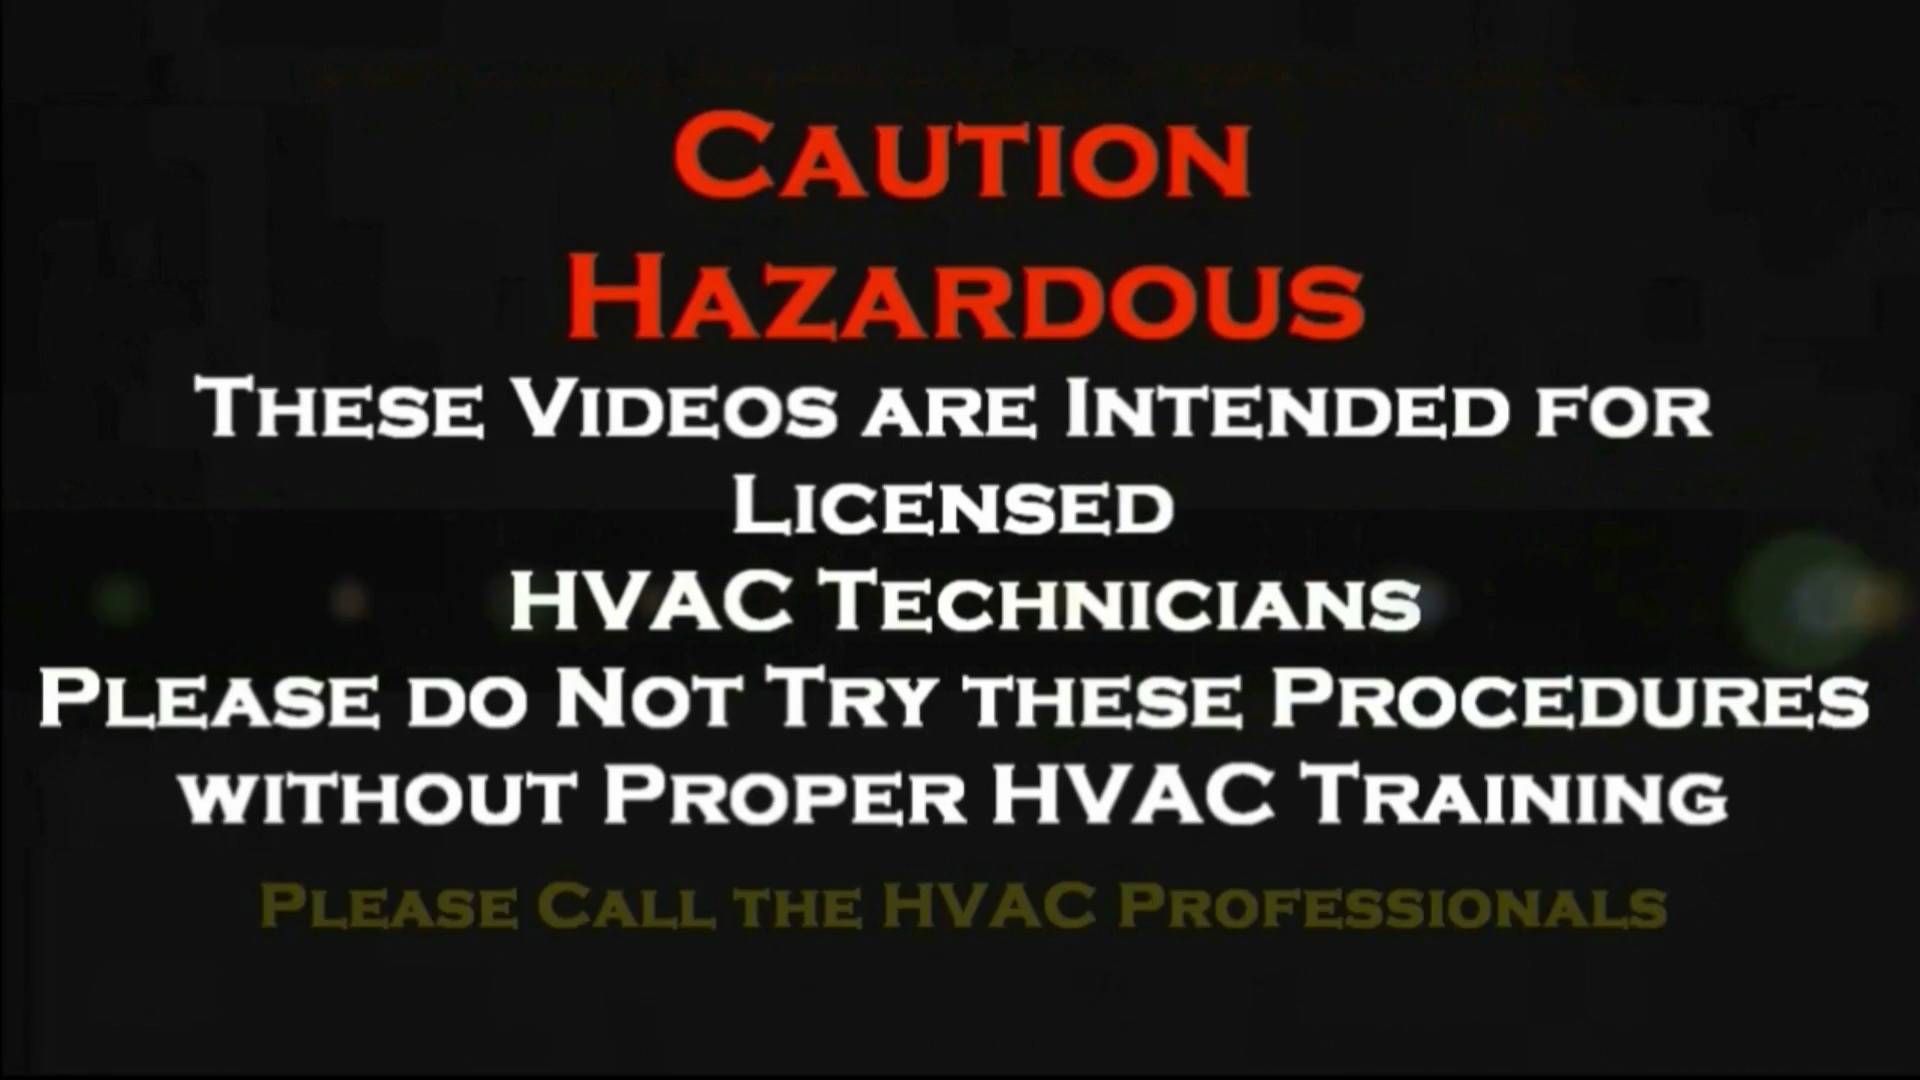 Caution
Hazardous
These Videos are Intended for
Licensed
HVAC Technicians
Please do Not Try these Procedures
without Proper HVAC Training
Please Call the HVAC Professionals